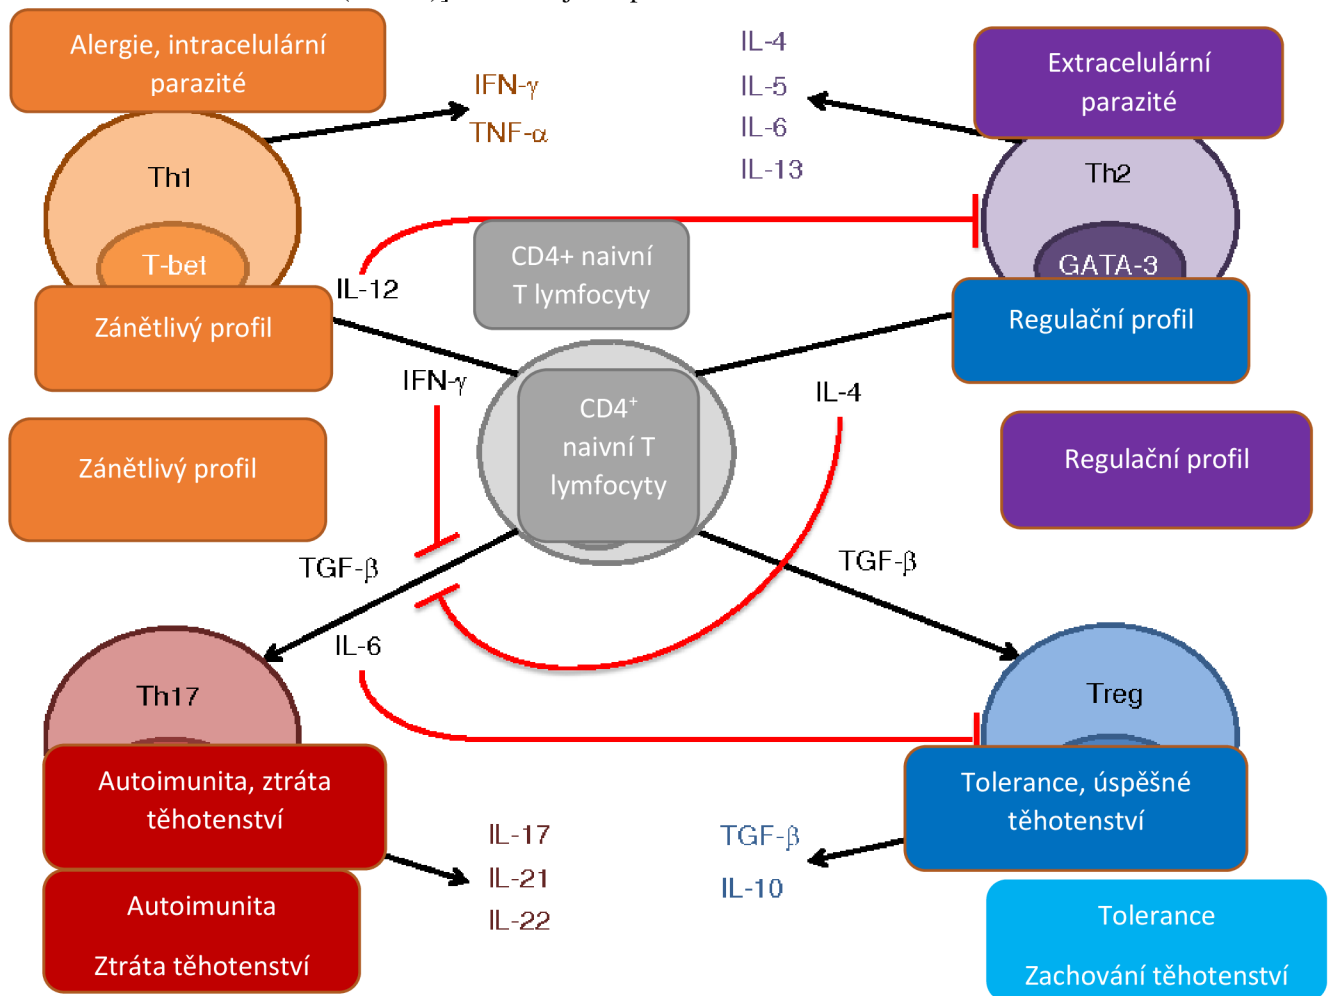 Alergie, intracelulární
parazité
IFN-γ
TNF-α
IL-4
IL-5
IL-6
IL-13
Extracelulární
parazité
Th1
T-bet
Th2
GATA-3
CD4+ naivní
T lymfocyty
IL-12
Zánětlivý profil
Regulační profil
IFN-γ
IL-4
CD4⁺
naivní T
lymfocyty
Zánětlivý profil
Regulační profil
TGF-β
TGF-β
IL-6
Th17
Treg
Autoimunita, ztráta
těhotenství
Tolerance, úspěšné
těhotenství
IL-17
IL-21
IL-22
TGF-β
IL-10
Autoimunita
Ztráta těhotenství
Tolerance
Zachování těhotenství